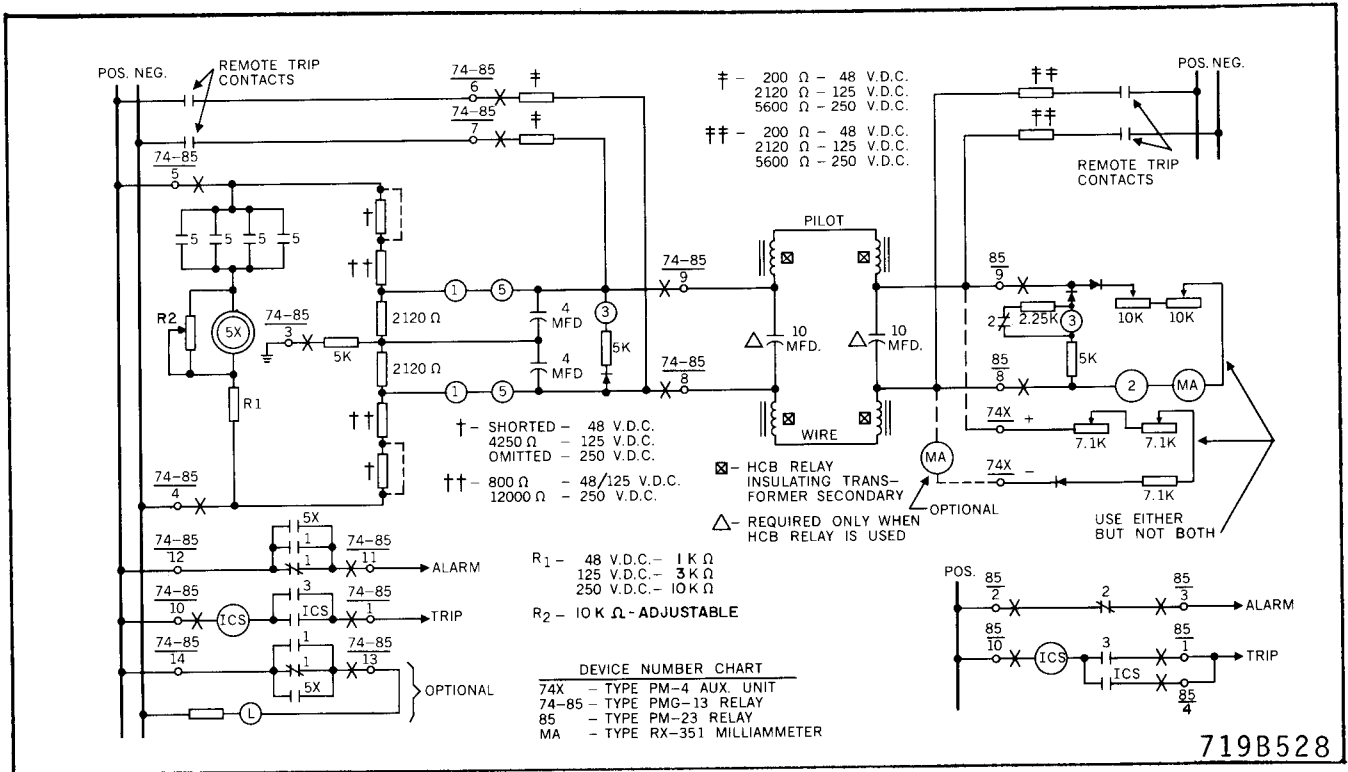 POS. NEG.
REMOTE TRIP
CONTACTS
74-85
6
‡
74-85
7
‡
‡ - 200 Ω - 48 V.D.C.
2120 Ω - 125 V.D.C.
5600 Ω - 250 V.D.C.
‡‡ - 200 Ω - 48 V.D.C.
2120 Ω - 125 V.D.C.
5600 Ω - 250 V.D.C.
‡‡
‡‡
POS. NEG.
REMOTE TRIP
CONTACTS
74-85
5
5
5
5
5
†
††
R2
5X
74-85
3
5K
R1
2120 Ω
2120 Ω
††
†
1
5
1
5
4
MFD
4
MFD
3
5K
74-85
9
74-85
8
PILOT
10
MFD.
10
MFD.
WIRE
85
9
2
2.25K
3
5K
10K
10K
85
8
2
MA
74X +
7.1K
7.1K
MA
74X -
7.1K
OPTIONAL
USE EITHER
BUT NOT BOTH
† - SHORTED - 48 V.D.C.
4250 Ω - 125 V.D.C.
OMITTED - 250 V.D.C.
†† - 800 Ω - 48/125 V.D.C.
12000 Ω - 250 V.D.C.
⊠ - HCB RELAY
INSULATING TRANS-
FORMER SECONDARY
△ - REQUIRED ONLY WHEN
HCB RELAY IS USED
74-85
4
74-85
12
5X
1
1
74-85
11
ALARM
74-85
10
ICS
3
ICS
74-85
1
TRIP
74-85
14
1
1
5X
74-85
13
L
OPTIONAL
R1 - 48 V.D.C. - 1K Ω
125 V.D.C. - 3K Ω
250 V.D.C. - 10K Ω
R2 - 10K Ω - ADJUSTABLE
DEVICE NUMBER CHART
74X - TYPE PM-4 AUX. UNIT
74-85 - TYPE PMG-13 RELAY
85 - TYPE PM-23 RELAY
MA - TYPE RX-351 MILLIAMMETER
POS.
85
2
2
85
3
ALARM
85
10
ICS
3
ICS
85
1
TRIP
85
4
719B528